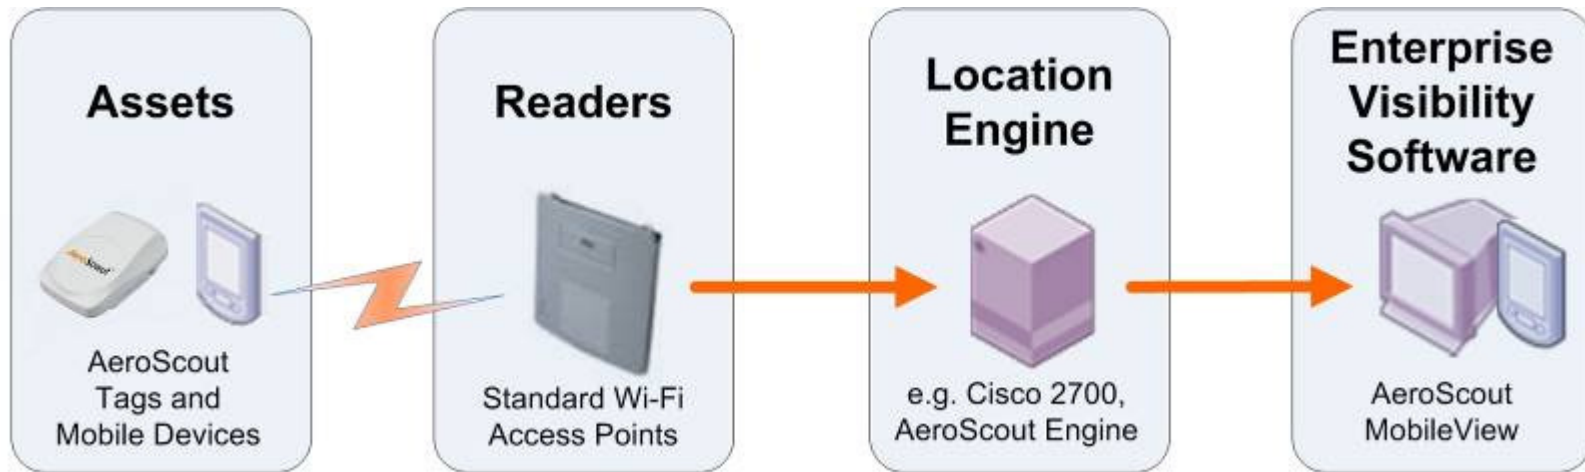 Assets
AeroScout
AeroScout
Tags and
Mobile Devices
Readers
Standard Wi-Fi
Access Points
Location
Engine
e.g. Cisco 2700,
AeroScout Engine
Enterprise
Visibility
Software
AeroScout
MobileView